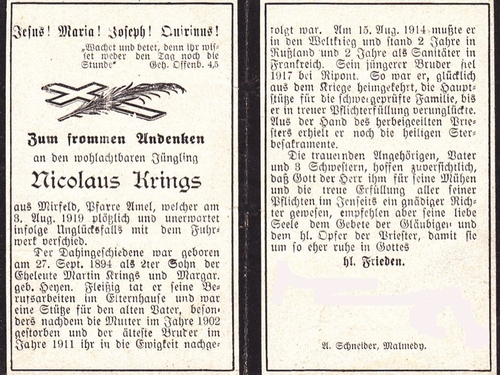 Jesus! Maria! Joseph! Quirinus!
„Wachet und betet, denn ihr wis-
set weder den Tag noch die
Stunde“ Geh. Offenb. 4,5
Zum frommen Andenken
an den wohlachtbaren Jüngling
Nicolaus Krings
aus Mirfeld, Pfarre Amel, welcher am
3. Aug. 1919 plötzlich und unerwartet
infolge Unglücksfalls mit dem Fuhr-
werk verschied.
Der Dahingeschiedene war geboren
am 27. Sept. 1894 als 2ter Sohn der
Eheleute Martin Krings und Margar.
geb. Heyen. Fleißig tat er seine Be-
rufsarbeiten im Elternhause und war
eine Stütze für den alten Vater, beson-
ders nachdem die Mutter im Jahre 1902
gestorben und der älteste Bruder im
Jahre 1911 ihr in die Ewigkeit nachge-
folgt war. Am 15. Aug. 1914 mußte er
in den Weltkrieg und stand 2 Jahre in
Rußland und 2 Jahre als Sanitäter in
Frankreich. Sein jüngerer Bruder fiel
1917 bei Ripont. So war er, glücklich
aus dem Kriege heimgekehrt, die Haupt-
stütze für die schwergeprüfte Familie, bis
er in treuer Pflichterfüllung verunglückte.
Aus der Hand des herbeigeeilten Prie-
sters erhielt er noch die heiligen Ster-
besakramente.
Die trauernden Angehörigen, Vater
und 3 Schwestern, hoffen zuversichtlich,
daß Gott der Herr ihm für seine Mühen
und die treue Erfüllung aller seiner
Pflichten im Jenseits ein gnädiger Rich-
ter gewesen, empfehlen aber seine liebe
Seele dem Gebete der Gläubigen und
dem hl. Opfer der Priester, damit sie
um so eher ruhe in Gottes
hl. Frieden.
A. Schneider, Malmedy.